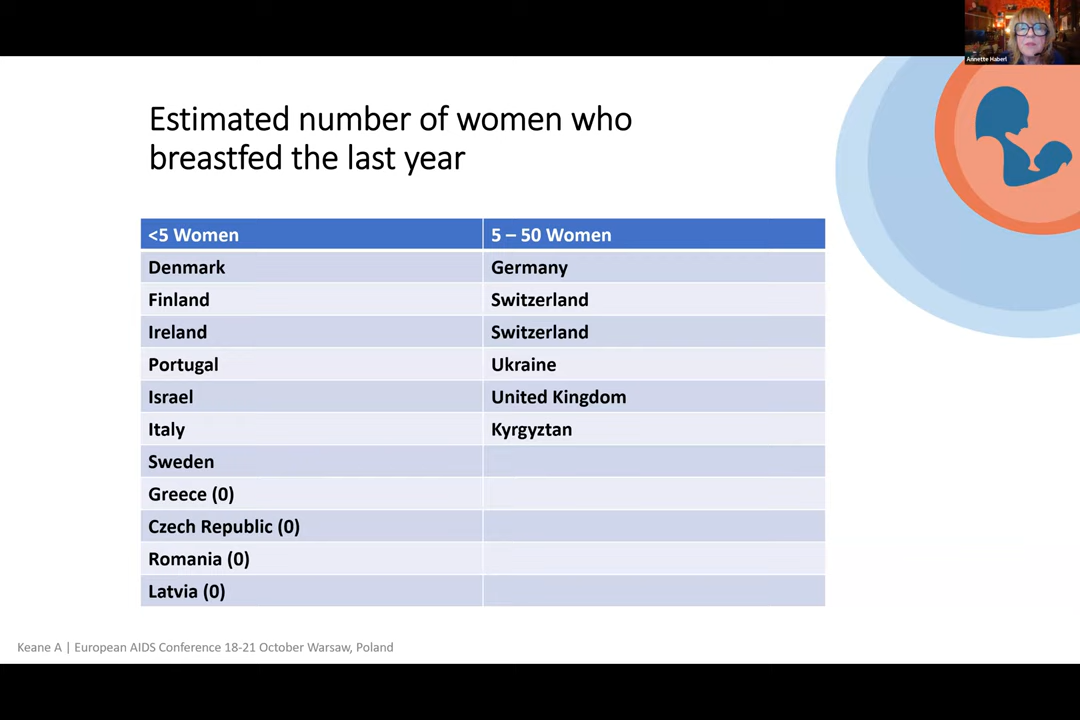 Annette Haberl
Estimated number of women who
breastfed the last year
<5 Women
5 – 50 Women
Denmark
Germany
Finland
Switzerland
Ireland
Switzerland
Portugal
Ukraine
Israel
United Kingdom
Italy
Kyrgyztan
Sweden
Greece (0)
Czech Republic (0)
Romania (0)
Latvia (0)
Keane A | European AIDS Conference 18-21 October Warsaw, Poland